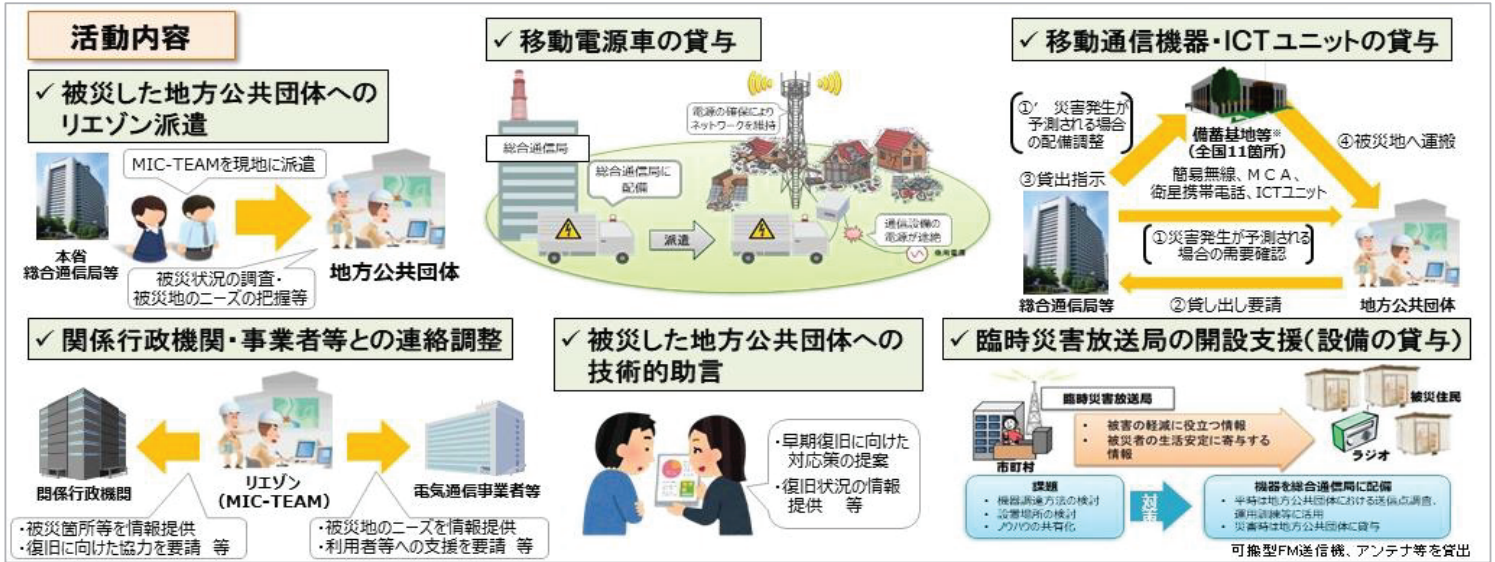 活動内容
✓ 被災した地方公共団体への
リエゾン派遣
MIC-TEAMを現地に派遣
本省
総合通信局等
地方公共団体
被災状況の調査・
被災地のニーズの把握等
✓ 移動電源車の貸与
電源の確保により
ネットワークを維持
総合通信局
総合通信局に
配備
派遣
通信設備の
電源が途絶
商用電源
✓ 移動通信機器・ICTユニットの貸与
①’ 災害発生が
予測される場合
の配備調整
備蓄基地等※
(全国11箇所)
④被災地へ運搬
③貸出指示
簡易無線、MCA、
衛星携帯電話、ICTユニット
①災害発生が予測される
場合の需要確認
総合通信局等
②貸し出し要請
地方公共団体
✓ 関係行政機関・事業者等との連絡調整
関係行政機関
リエゾン
(MIC-TEAM)
電気通信事業者等
・被災箇所等を情報提供
・復旧に向けた協力を要請 等
・被災地のニーズを情報提供
・利用者等への支援を要請 等
✓ 被災した地方公共団体への
技術的助言
・早期復旧に向けた
対応策の提案
・復旧状況の情報
提供 等
✓ 臨時災害放送局の開設支援(設備の貸与)
臨時災害放送局
• 被害の軽減に役立つ情報
• 被災者の生活安定に寄与する
情報
被災住民
市町村
ラジオ
課題
• 機器調達方法の検討
• 設置場所の検討
• ノウハウの共有化
対策
機器を総合通信局に配備
• 平時は地方公共団体における送信点調査、
運用訓練等に活用
• 災害時は地方公共団体に貸与
可搬型FM送信機、アンテナ等を貸出